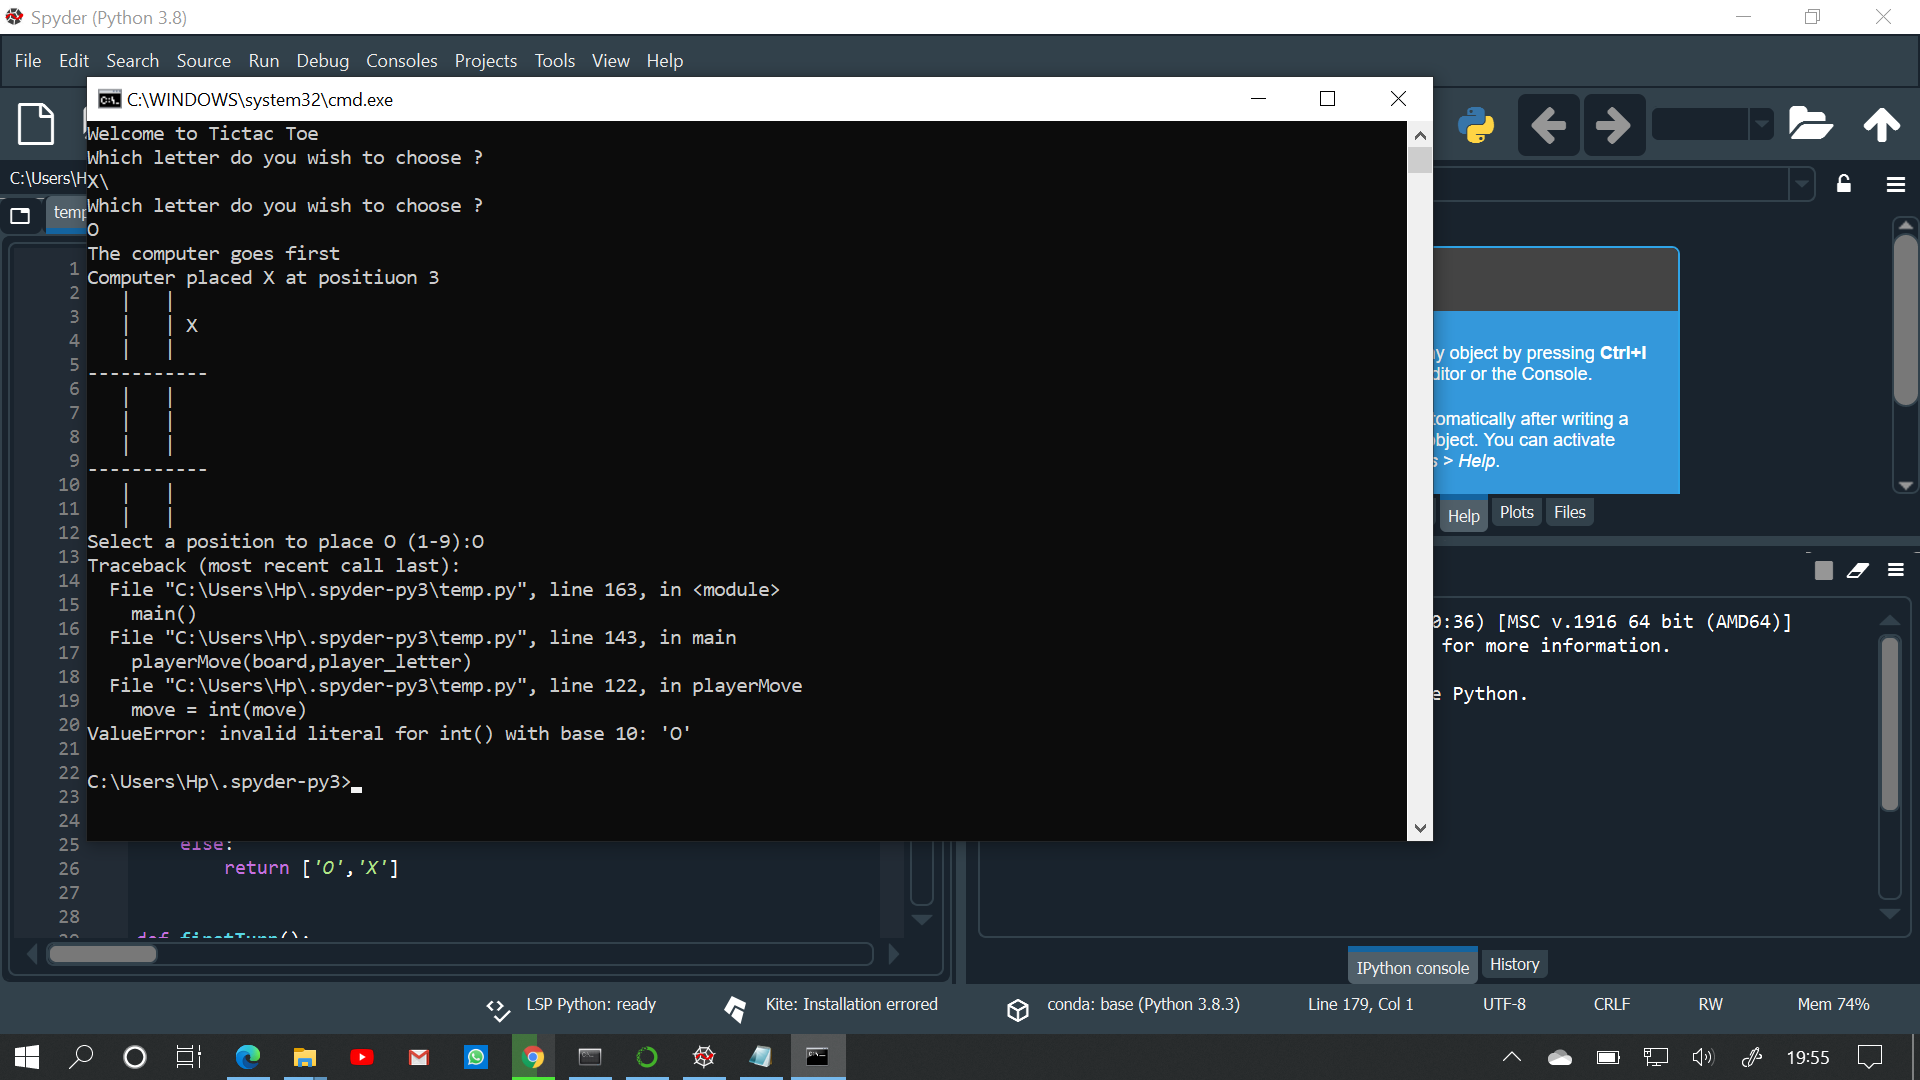 Spyder (Python 3.8)
File Edit Search Source Run Debug Consoles Projects Tools View Help
C:\WINDOWS\system32\cmd.exe
C:\Users\H
temp
Welcome to Tictac Toe
Which letter do you wish to choose ?
X\
Which letter do you wish to choose ?
O
The computer goes first
Computer placed X at positiuon 3
| |
| | X
| |
-----------
| |
| |
| |
-----------
| |
| |
Select a position to place O (1-9):O
Traceback (most recent call last):
File "C:\Users\Hp\.spyder-py3\temp.py", line 163, in <module>
main()
File "C:\Users\Hp\.spyder-py3\temp.py", line 143, in main
playerMove(board,player_letter)
File "C:\Users\Hp\.spyder-py3\temp.py", line 122, in playerMove
move = int(move)
ValueError: invalid literal for int() with base 10: 'O'
C:\Users\Hp\.spyder-py3>
1
2
3
4
5
6
7
8
9
10
11
12
13
14
15
16
17
18
19
20
21
22
23
24
25 else:
26 return ['O','X']
27
28
29 def firstTurn():
y object by pressing Ctrl+I
ditor or the Console.
tomatically after writing a
bject. You can activate
s > Help.
Help Plots Files
0:36) [MSC v.1916 64 bit (AMD64)]
for more information.
e Python.
IPython console History
LSP Python: ready Kite: Installation errored conda: base (Python 3.8.3) Line 179, Col 1 UTF-8 CRLF RW Mem 74%
19:55